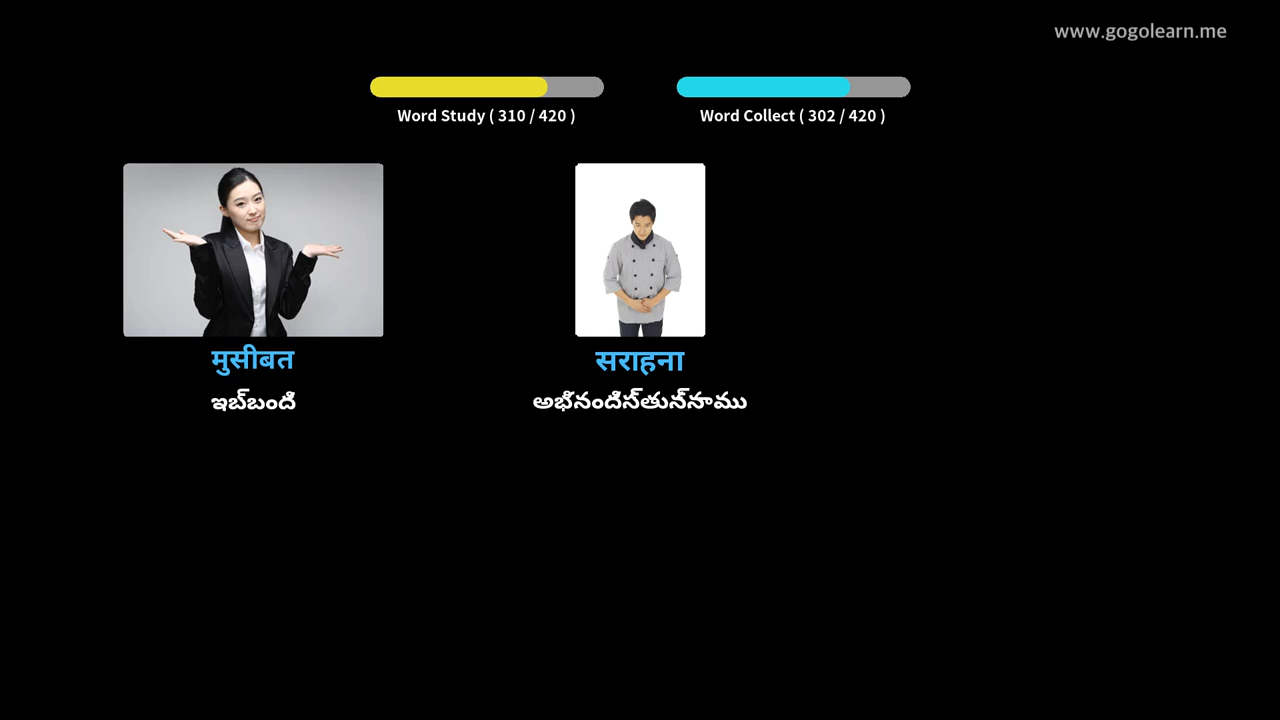 www.gogolearn.me
Word Study ( 310 / 420 )
Word Collect ( 302 / 420 )
मुसीबत
सराहना
ఇబ్బంది
అభినందిస్తున్నాము